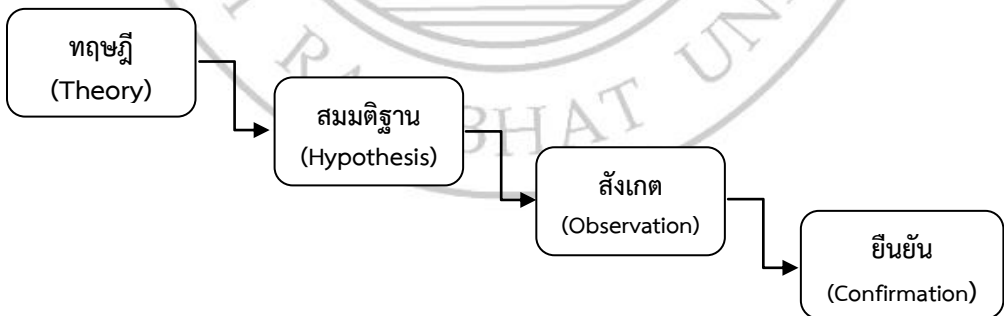 ทฤษฎี
(Theory)
สมมติฐาน
(Hypothesis)
สังเกต
(Observation)
ยืนยัน
(Confirmation)